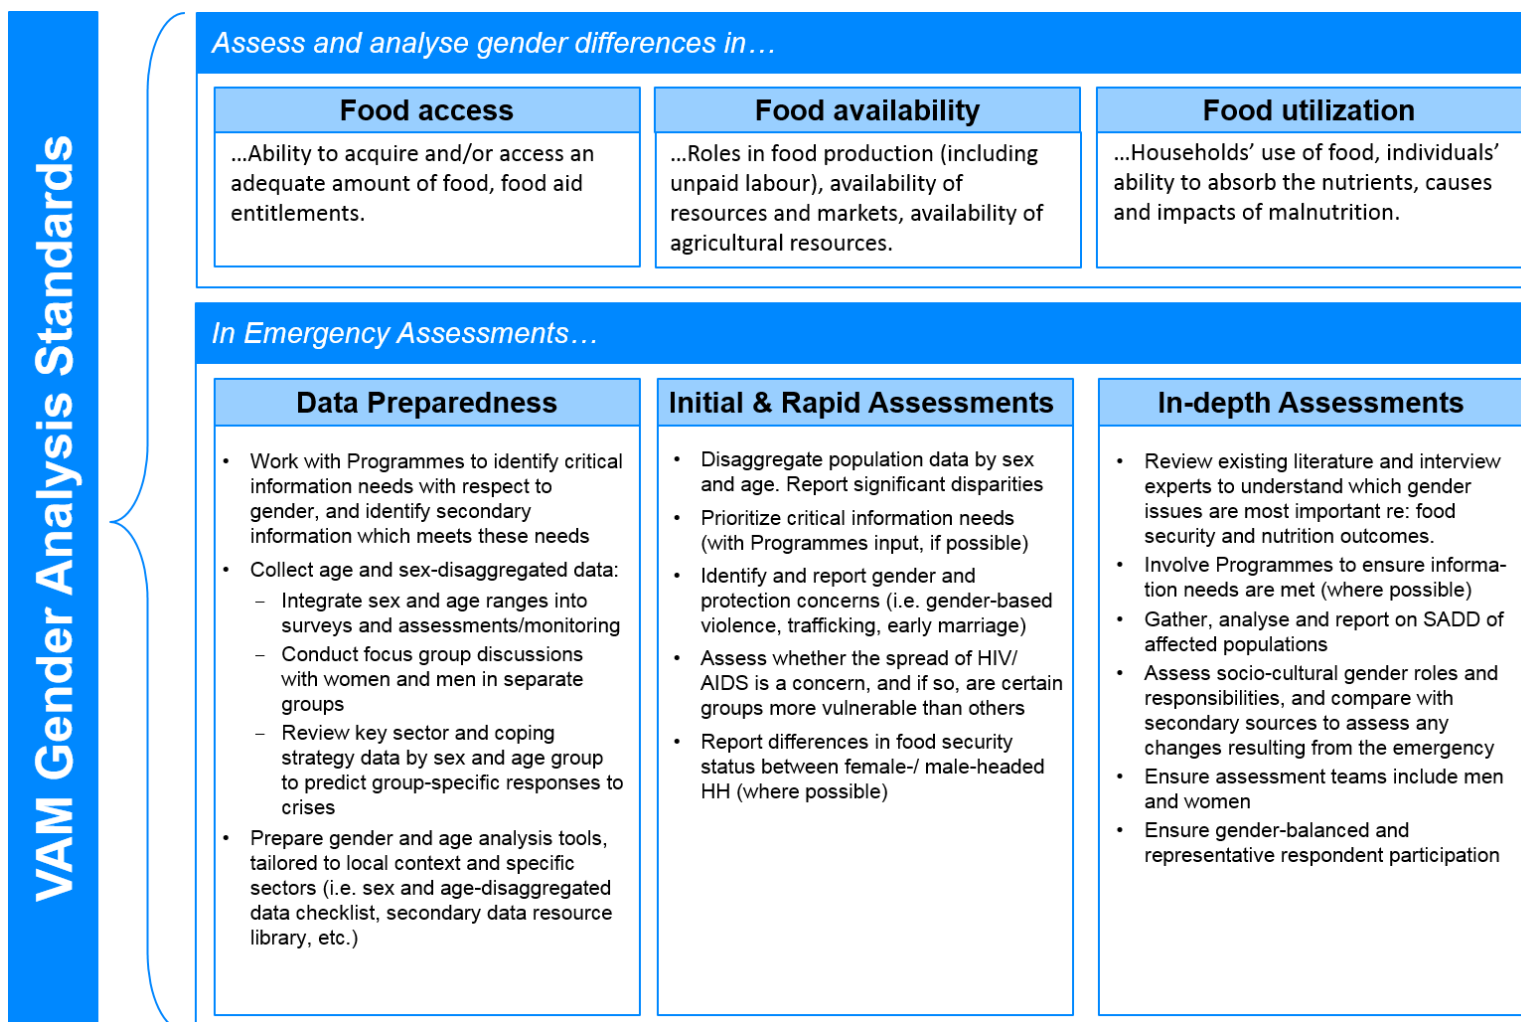 VAM Gender Analysis Standards
Assess and analyse gender differences in…
Food access
…Ability to acquire and/or access an
adequate amount of food, food aid
entitlements.
Food availability
…Roles in food production (including
unpaid labour), availability of
resources and markets, availability of
agricultural resources.
Food utilization
…Households’ use of food, individuals’
ability to absorb the nutrients, causes
and impacts of malnutrition.
In Emergency Assessments…
Data Preparedness
• Work with Programmes to identify critical
information needs with respect to
gender, and identify secondary
information which meets these needs
• Collect age and sex-disaggregated data:
– Integrate sex and age ranges into
surveys and assessments/monitoring
– Conduct focus group discussions
with women and men in separate
groups
– Review key sector and coping
strategy data by sex and age group
to predict group-specific responses to
crises
• Prepare gender and age analysis tools,
tailored to local context and specific
sectors (i.e. sex and age-disaggregated
data checklist, secondary data resource
library, etc.)
Initial & Rapid Assessments
• Disaggregate population data by sex
and age. Report significant disparities
• Prioritize critical information needs
(with Programmes input, if possible)
• Identify and report gender and
protection concerns (i.e. gender-based
violence, trafficking, early marriage)
• Assess whether the spread of HIV/
AIDS is a concern, and if so, are certain
groups more vulnerable than others
• Report differences in food security
status between female-/ male-headed
HH (where possible)
In-depth Assessments
• Review existing literature and interview
experts to understand which gender
issues are most important re: food
security and nutrition outcomes.
• Involve Programmes to ensure informa-
tion needs are met (where possible)
• Gather, analyse and report on SADD of
affected populations
• Assess socio-cultural gender roles and
responsibilities, and compare with
secondary sources to assess any
changes resulting from the emergency
• Ensure assessment teams include men
and women
• Ensure gender-balanced and
representative respondent participation